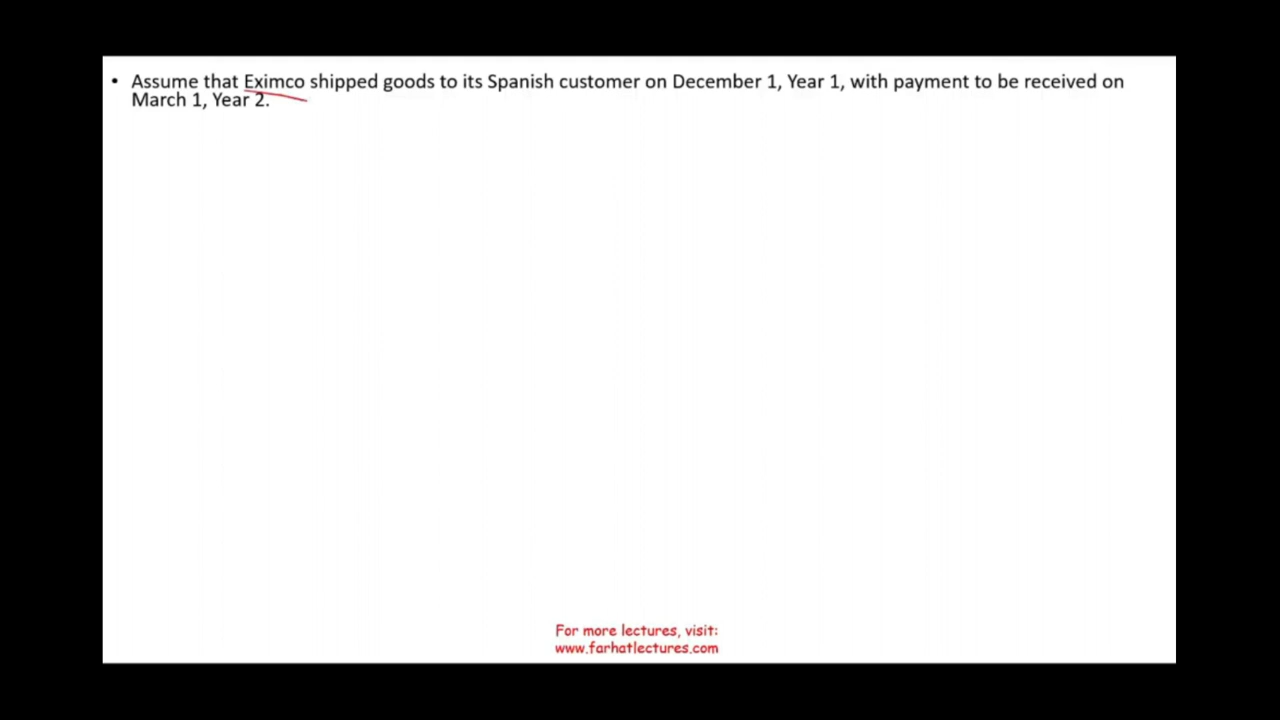 • Assume that Eximco shipped goods to its Spanish customer on December 1, Year 1, with payment to be received on
March 1, Year 2.
For more lectures, visit:
www.farhatlectures.com